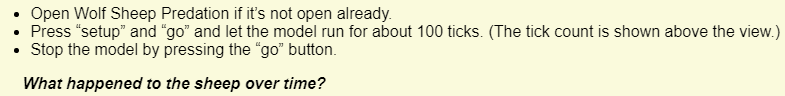 • Open Wolf Sheep Predation if it's not open already.
• Press “setup” and “go” and let the model run for about 100 ticks. (The tick count is shown above the view.)
• Stop the model by pressing the “go” button.
What happened to the sheep over time?